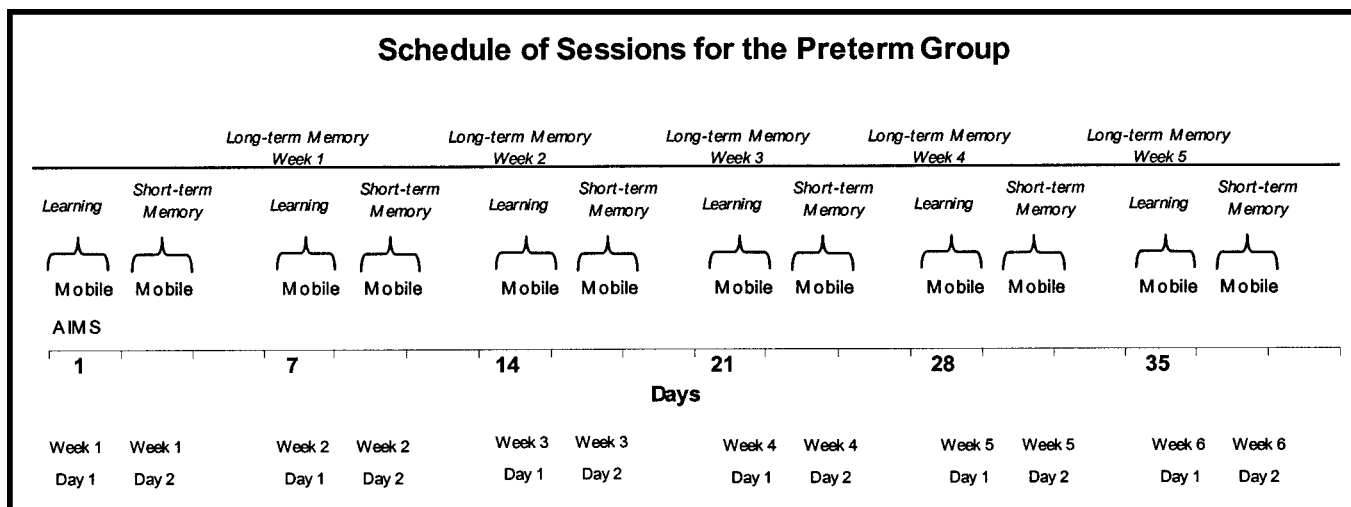 Schedule of Sessions for the Preterm Group
Long-term Memory Long-term Memory Long-term Memory Long-term Memory Long-term Memory
Week 1 Week 2 Week 3 Week 4 Week 5
Short-term Short-term Short-term Short-term Short-term Short-term
Learning Memory Learning Memory Learning Memory Learning Memory Learning Memory Learning Memory
Mobile Mobile Mobile Mobile Mobile Mobile Mobile Mobile Mobile Mobile Mobile Mobile
AIMS
1 7 14 21 28 35
Days
Week 1 Week 1 Week 2 Week 2 Week 3 Week 3 Week 4 Week 4 Week 5 Week 5 Week 6 Week 6
Day 1 Day 2 Day 1 Day 2 Day 1 Day 2 Day 1 Day 2 Day 1 Day 2 Day 1 Day 2